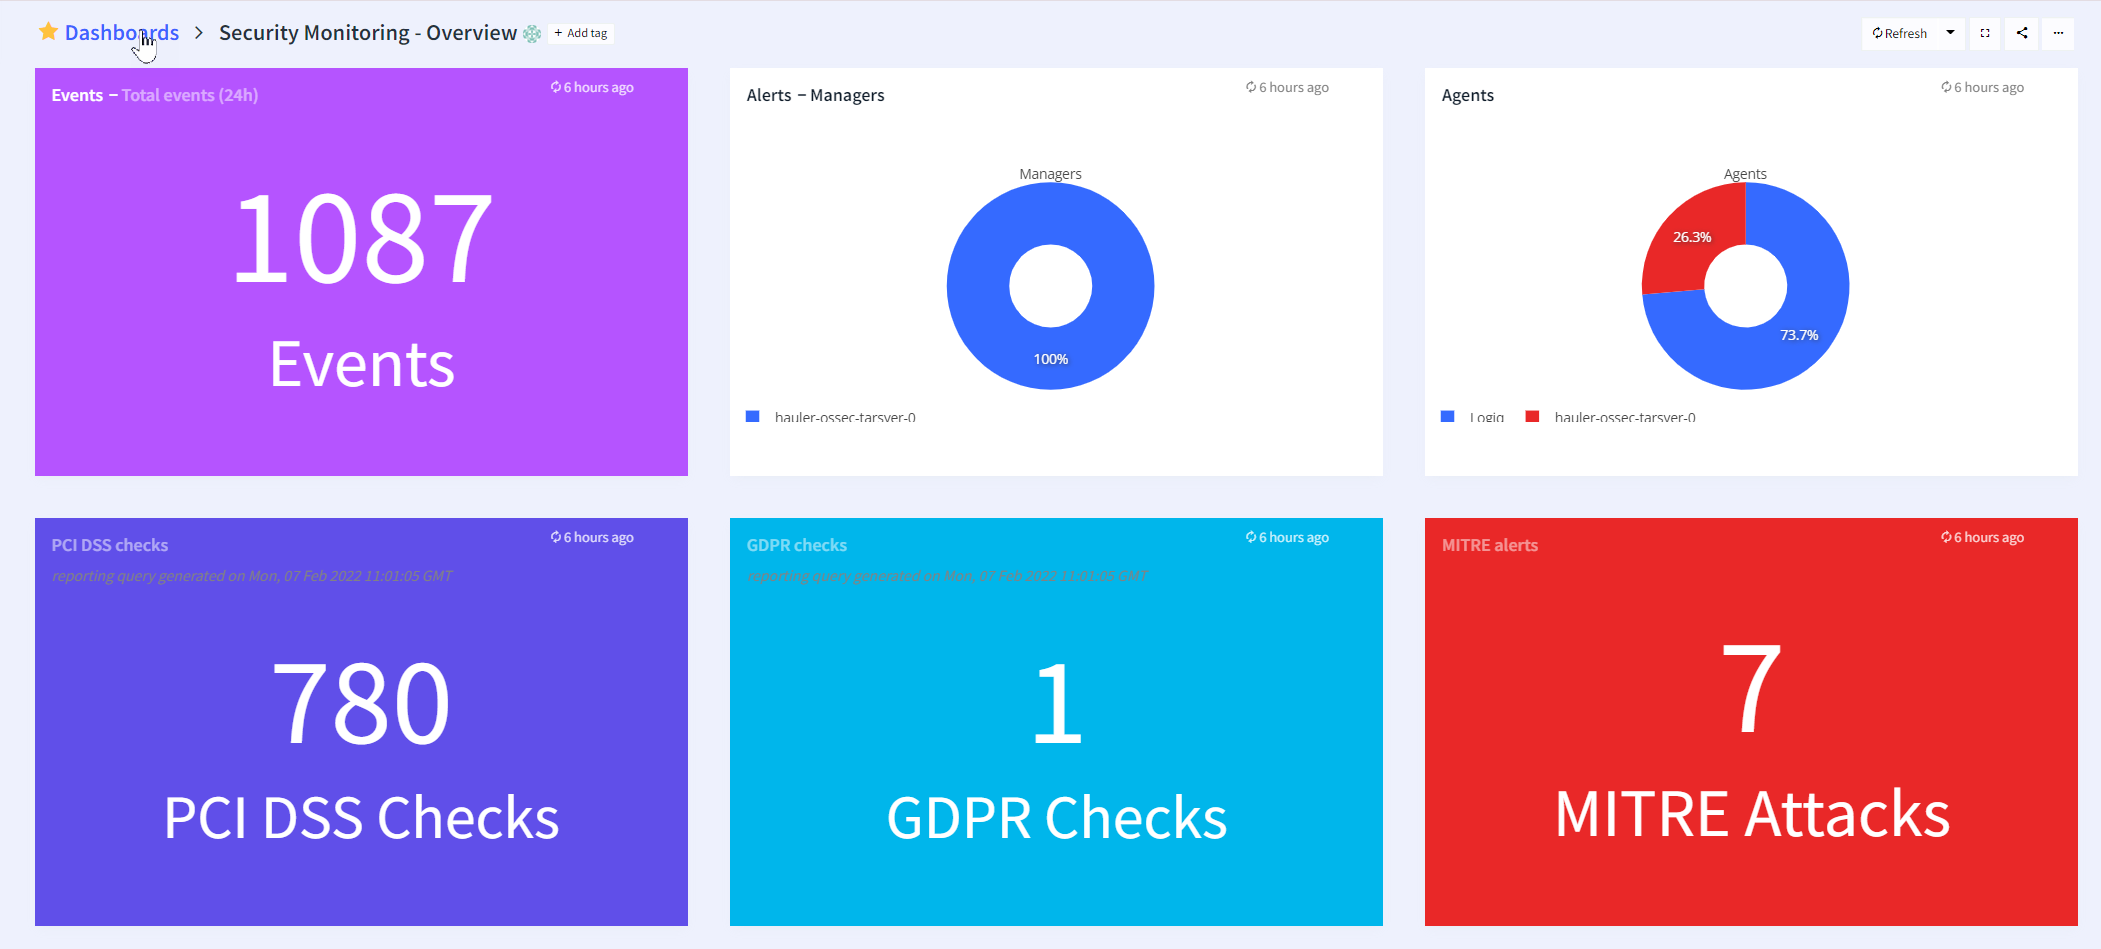 Dashboards > Security Monitoring - Overview + Add tag
Refresh
Events – Total events (24h)
6 hours ago
1087
Events
Alerts – Managers
6 hours ago
Managers
100%
hauler-ossec-tarsver-0
Agents
6 hours ago
Agents
26.3%
73.7%
Logiq hauler-ossec-tarsver-0
PCI DSS checks
6 hours ago
reporting query generated on Mon, 07 Feb 2022 11:01:05 GMT
780
PCI DSS Checks
GDPR checks
6 hours ago
reporting query generated on Mon, 07 Feb 2022 11:01:05 GMT
1
GDPR Checks
MITRE alerts
6 hours ago
7
MITRE Attacks